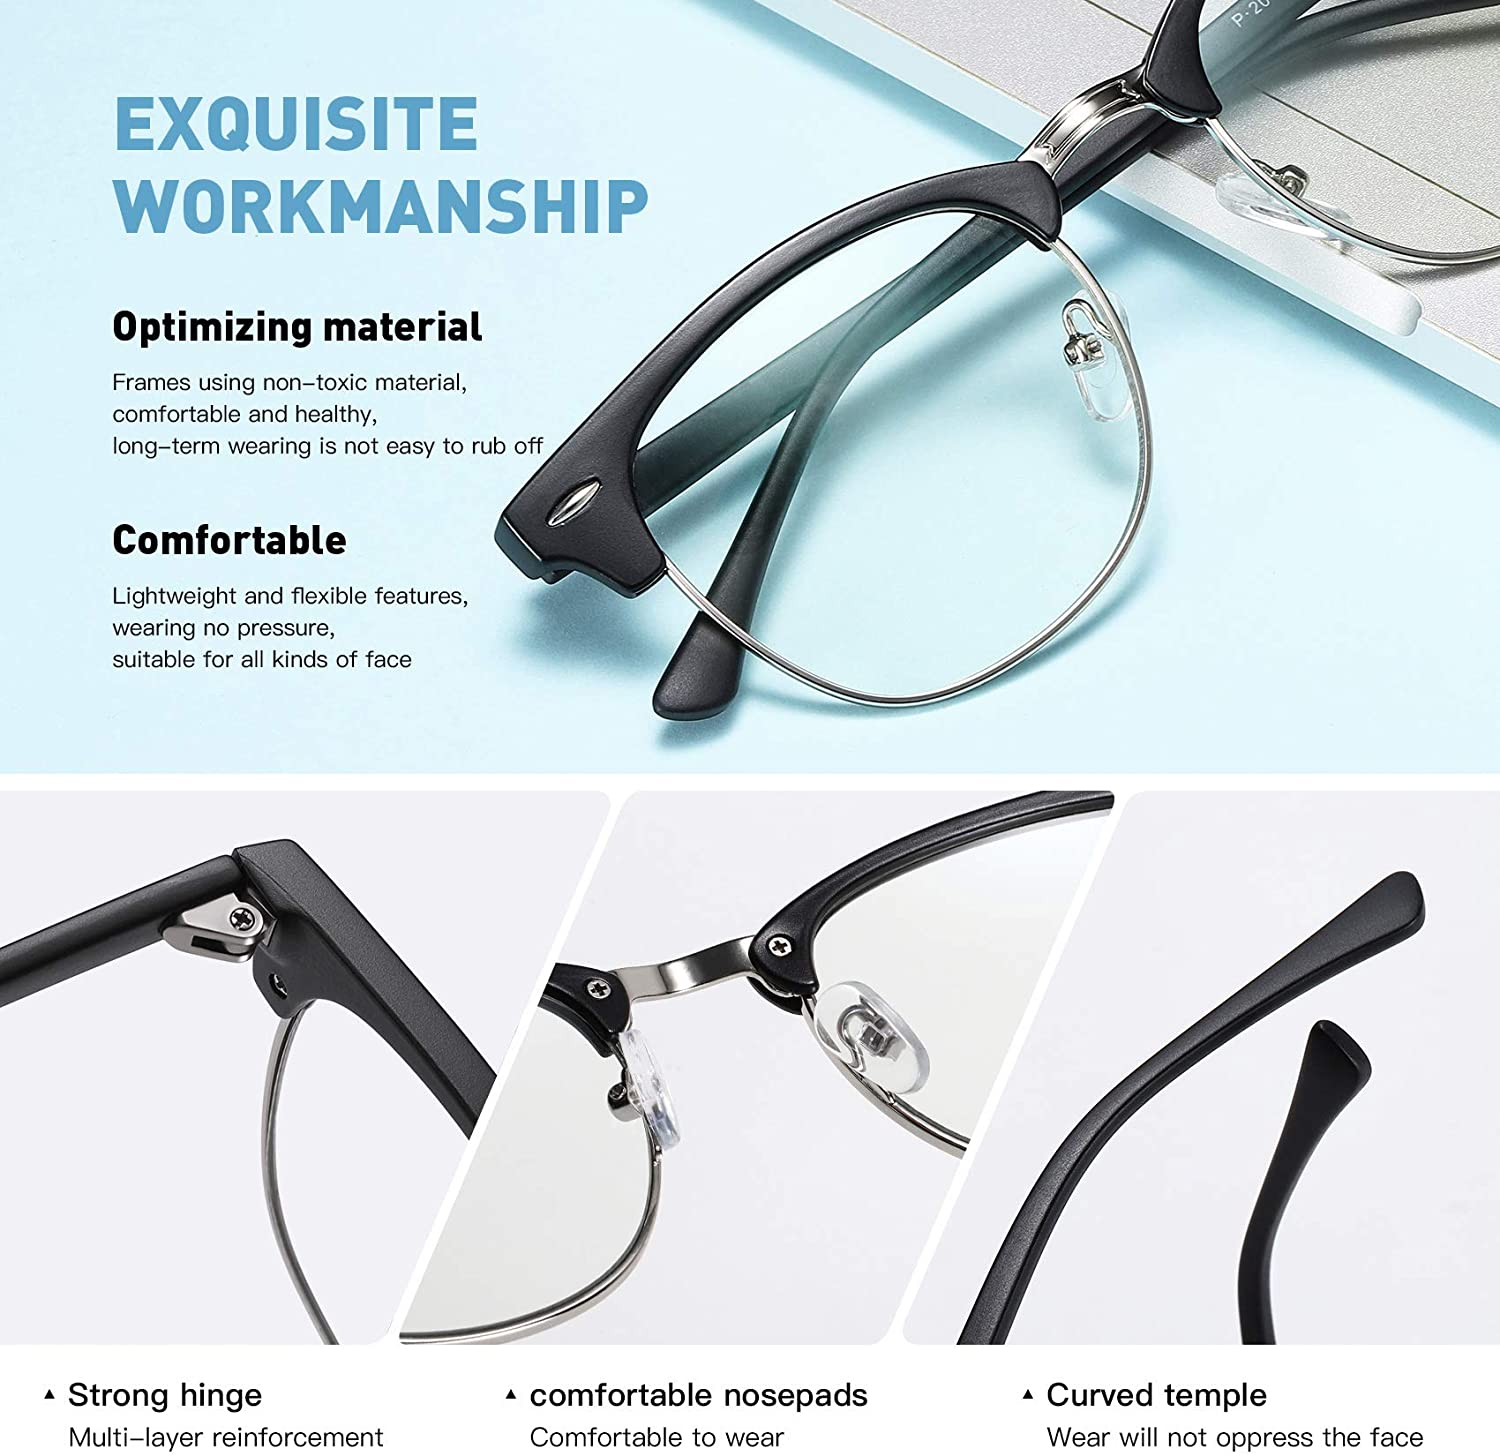 EXQUISITE
WORKMANSHIP
Optimizing material
Frames using non-toxic material,
comfortable and healthy,
long-term wearing is not easy to rub off
Comfortable
Lightweight and flexible features,
wearing no pressure,
suitable for all kinds of face
▲ Strong hinge
Multi-layer reinforcement
▲ comfortable nosepads
Comfortable to wear
▲ Curved temple
Wear will not oppress the face